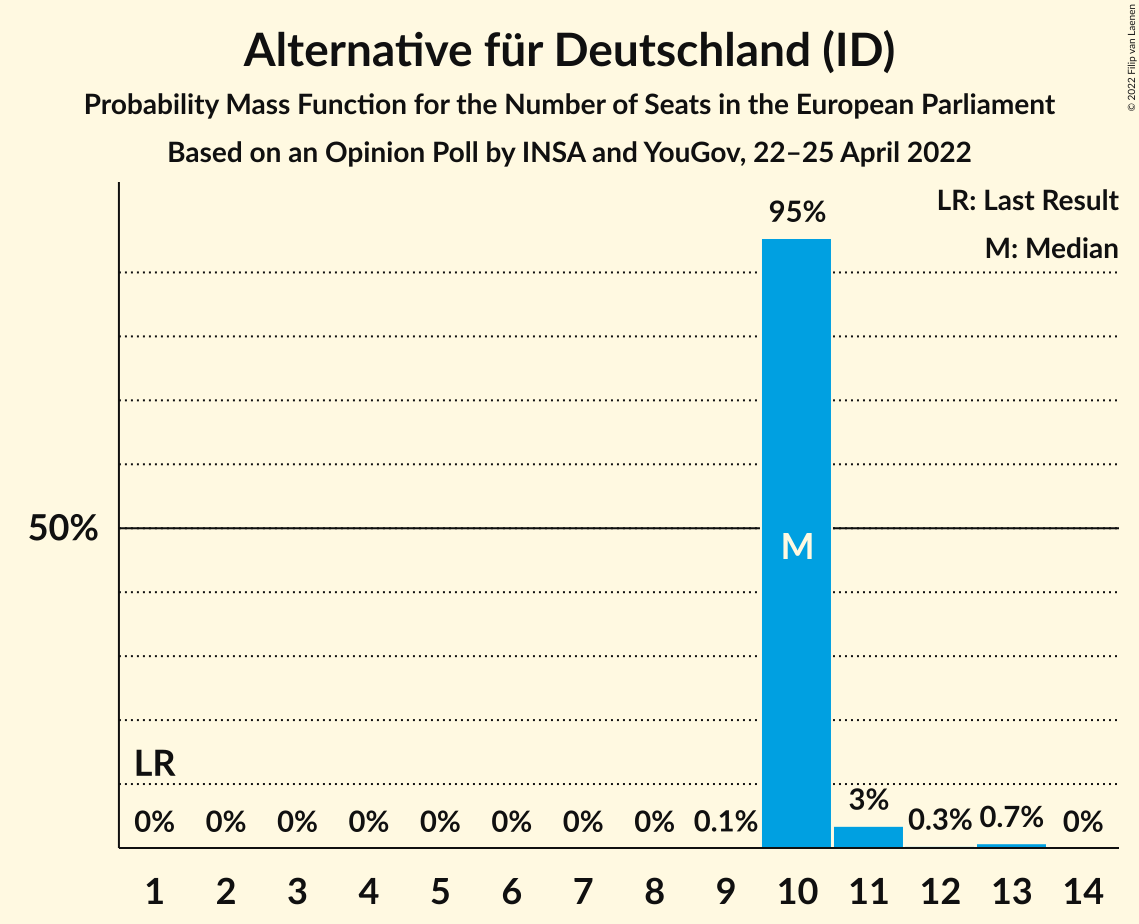 Alternative für Deutschland (ID)
Probability Mass Function for the Number of Seats in the European Parliament
Based on an Opinion Poll by INSA and YouGov, 22–25 April 2022
© 2022 Filip van Laenen
LR: Last Result
M: Median
95%
50%
M
LR
0% 0% 0% 0% 0% 0% 0% 0% 0.1% 3% 0.3% 0.7% 0%
1 2 3 4 5 6 7 8 9 10 11 12 13 14